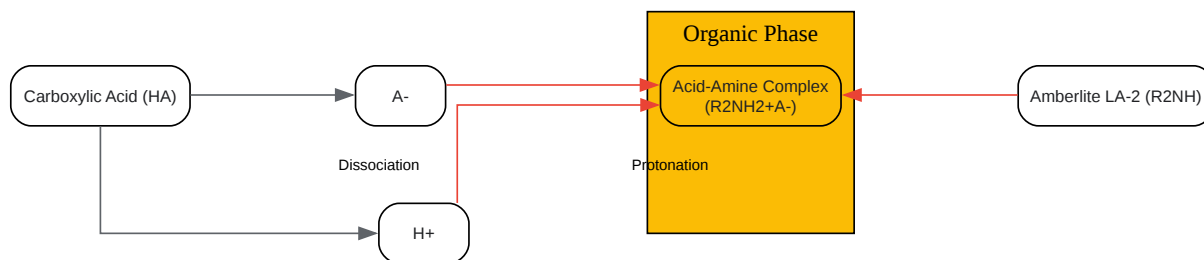 Organic Phase
Carboxylic Acid (HA)
A-
Acid-Amine Complex
(R2NH2+A-)
Amberlite LA-2 (R2NH)
Dissociation
Protonation
H+